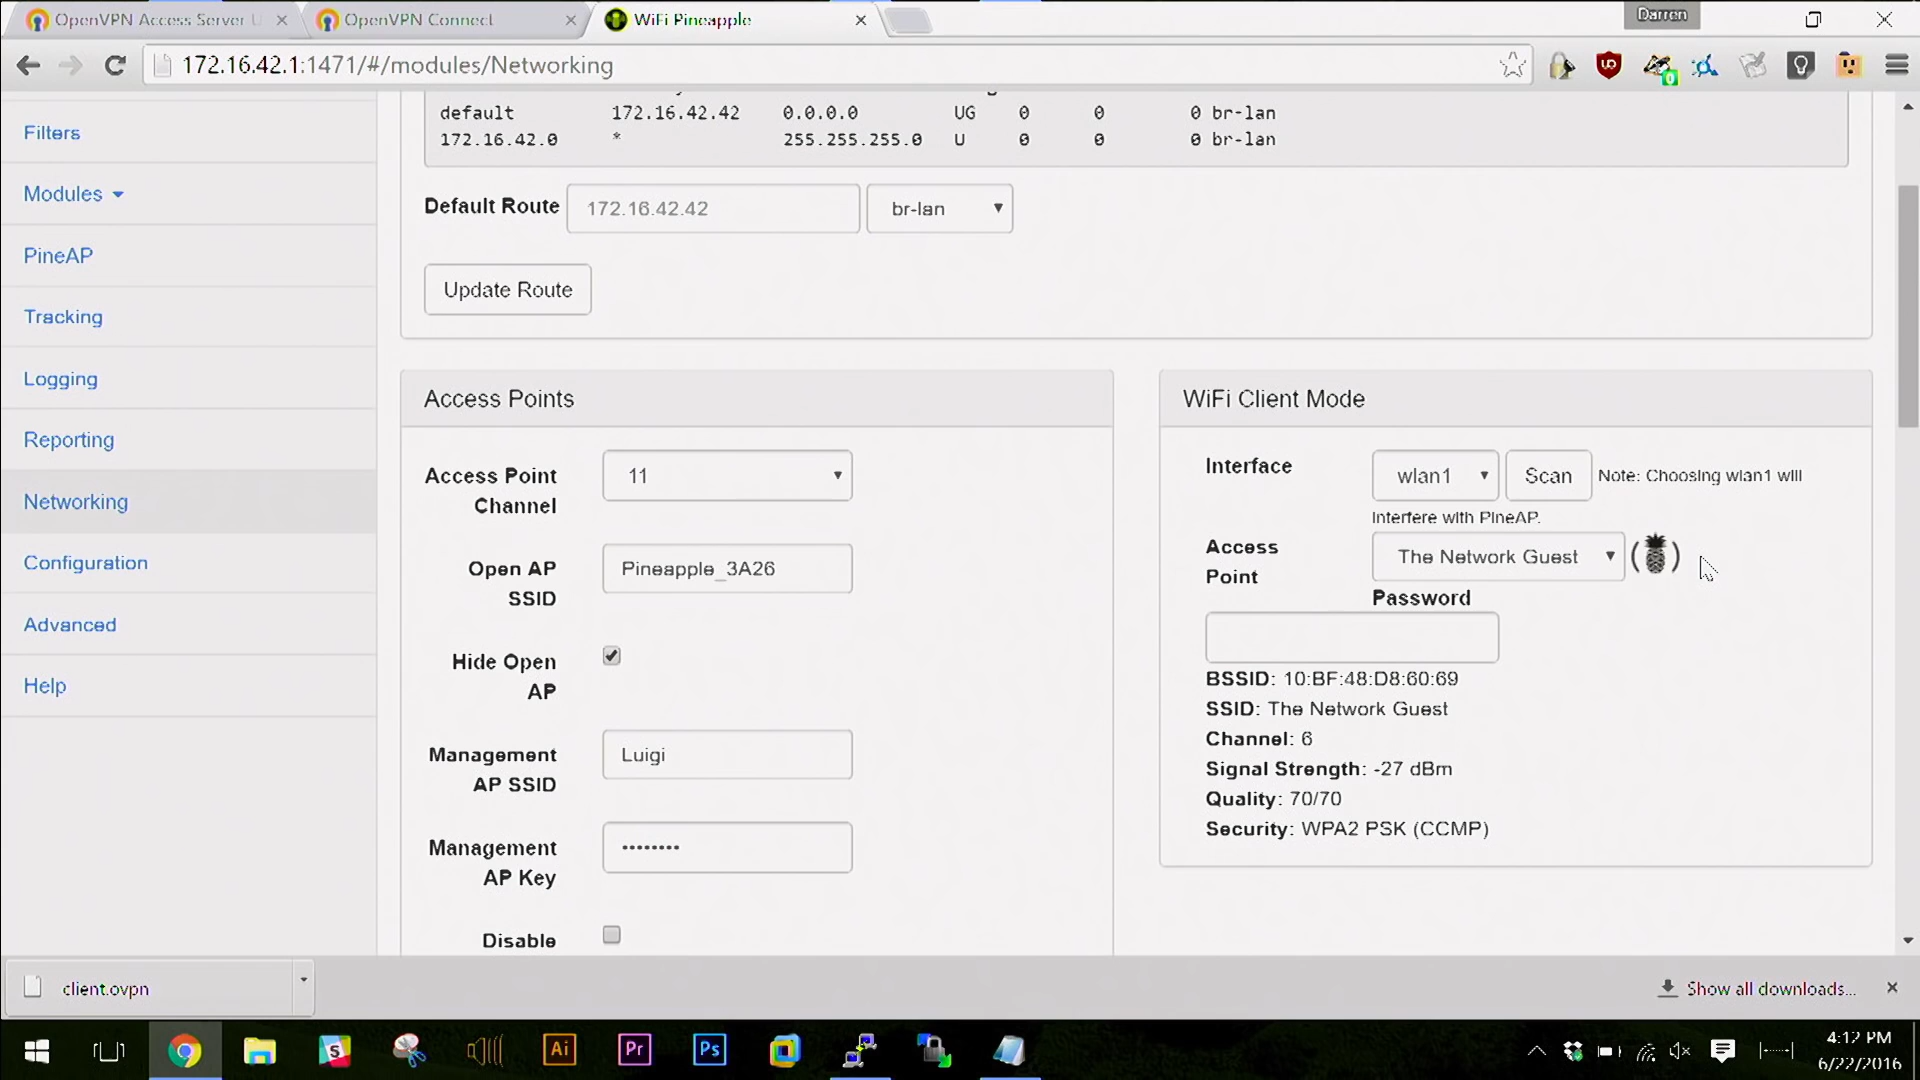 OpenVPN Access Server U
OpenVPN Connect
WiFi Pineapple
Darren
172.16.42.1:1471/#/modules/Networking
default 172.16.42.42 0.0.0.0 UG 0 0 0 br-lan
172.16.42.0 * 255.255.255.0 U 0 0 0 br-lan
Filters
Modules
PineAP
Tracking
Logging
Reporting
Networking
Configuration
Advanced
Help
Default Route 172.16.42.42 br-lan
Update Route
Access Points
Access Point Channel 11
Open AP SSID Pineapple_3A26
Hide Open AP
Management AP SSID Luigi
Management AP Key ••••••••
Disable
WiFi Client Mode
Interface wlan1 Scan Note: Choosing wlan1 will
interfere with PineAP.
Access Point The Network Guest
Password
BSSID: 10:BF:48:D8:60:69
SSID: The Network Guest
Channel: 6
Signal Strength: -27 dBm
Quality: 70/70
Security: WPA2 PSK (CCMP)
client.ovpn
Show all downloads...
Ai
Pr
Ps
4:12 PM
6/22/2016